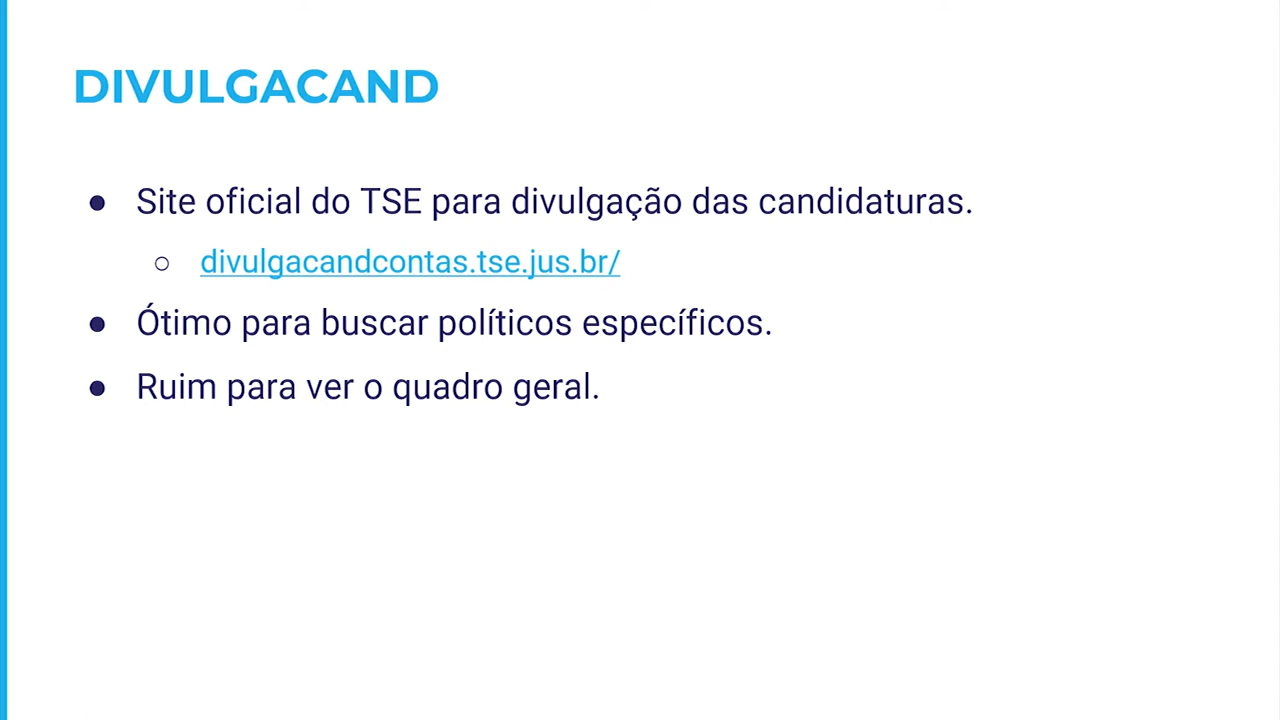 DIVULGACAND
● Site oficial do TSE para divulgação das candidaturas.
○ divulgacandcontas.tse.jus.br/
● Ótimo para buscar políticos específicos.
● Ruim para ver o quadro geral.